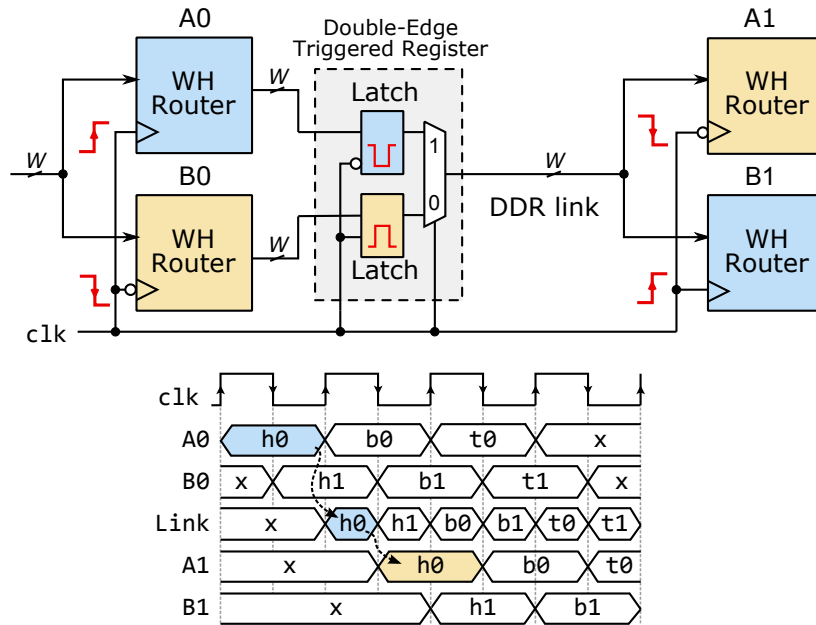 A0
Double-Edge
Triggered Register
A1
WH
Router
W
Latch
W
WH
Router
W
1
B0
0
DDR link
B1
WH
Router
W
Latch
WH
Router
clk
clk
A0 h0 b0 t0 x
B0 x h1 b1 t1 x
Link x h0 h1 b0 b1 t0 t1
A1 x h0 b0 t0
B1 x h1 b1